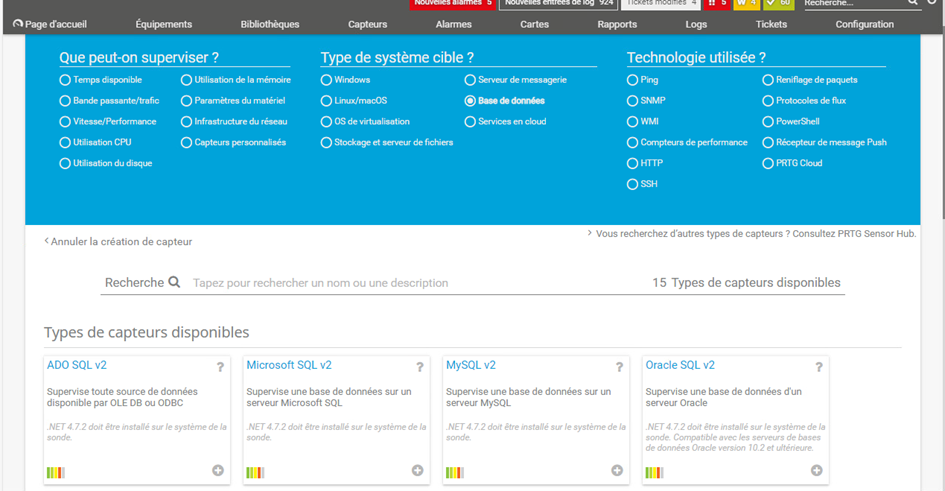 Nouvelles alarmes 5 Nouvelles entrées de log 924 Tickets modifiés 4 !! 5 W 4 60 Recherche...
Page d'accueil Équipements Bibliothèques Capteurs Alarmes Cartes Rapports Logs Tickets Configuration
Que peut-on superviser ? Type de système cible ? Technologie utilisée ?
Temps disponible Utilisation de la mémoire Windows Serveur de messagerie Ping Reniflage de paquets
Bande passante/trafic Paramètres du matériel Linux/macOS Base de données SNMP Protocoles de flux
Vitesse/Performance Infrastructure du réseau OS de virtualisation Services en cloud WMI PowerShell
Utilisation CPU Capteurs personnalisés Stockage et serveur de fichiers Compteurs de performance Récepteur de message Push
Utilisation du disque HTTP PRTG Cloud
SSH
Annuler la création de capteur Vous recherchez d'autres types de capteurs ? Consultez PRTG Sensor Hub.
Recherche Tapez pour rechercher un nom ou une description 15 Types de capteurs disponibles
Types de capteurs disponibles
ADO SQL v2 ?
Supervise toute source de données
disponible par OLE DB ou ODBC
.NET 4.7.2 doit être installé sur le système de la
sonde.
Microsoft SQL v2 ?
Supervise une base de données sur un
serveur Microsoft SQL
.NET 4.7.2 doit être installé sur le système de la
sonde.
MySQL v2 ?
Supervise une base de données sur un
serveur MySQL
.NET 4.7.2 doit être installé sur le système de la
sonde.
Oracle SQL v2 ?
Supervise une base de données d'un
serveur Oracle
.NET 4.7.2 doit être installé sur le système de la
sonde. Compatible avec les serveurs de bases
de données Oracle version 10.2 et ultérieure.